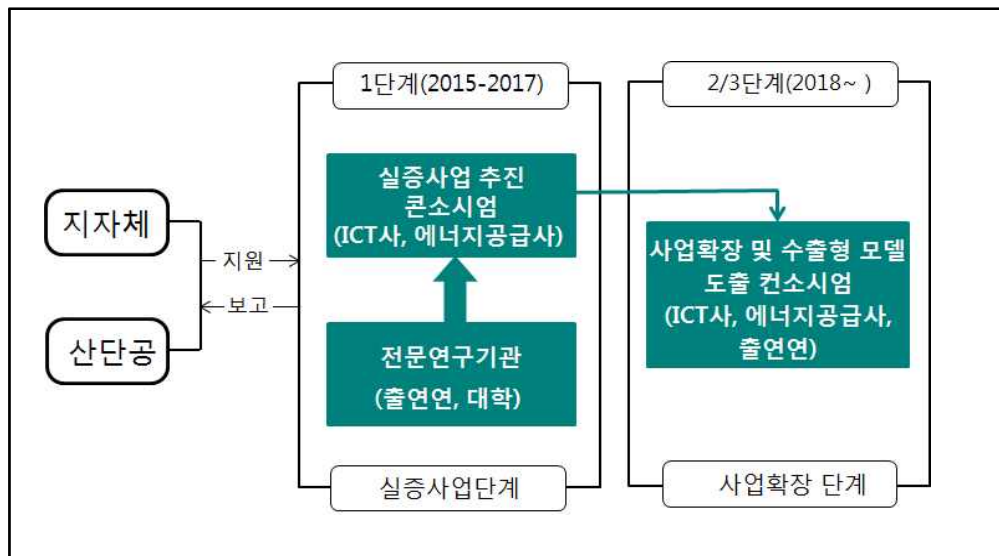 1단계(2015-2017)
2/3단계(2018~ )
실증사업 추진
콘소시엄
(ICT사, 에너지공급사)
지자체
지원
보고
산단공
사업확장 및 수출형 모델
도출 컨소시엄
(ICT사, 에너지공급사,
출연연)
전문연구기관
(출연연, 대학)
실증사업단계
사업확장 단계